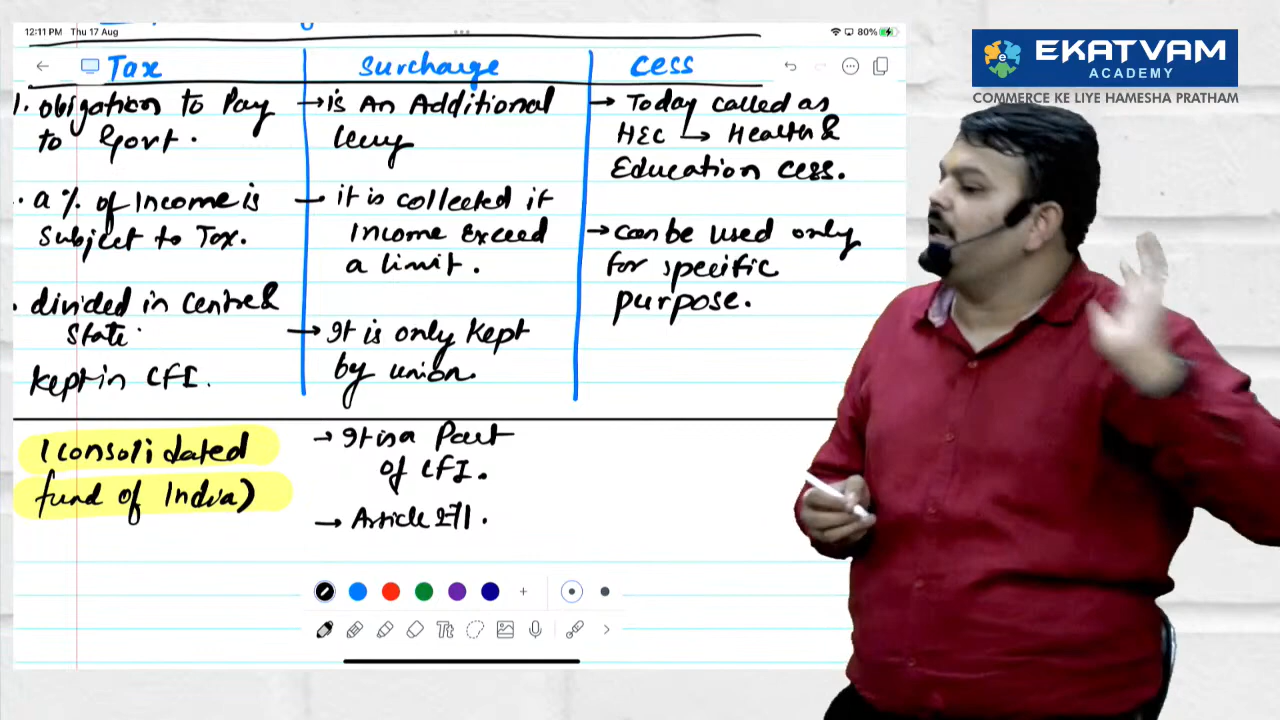 12:11 PM Thu 17 Aug
80%
EKATVAM
ACADEMY
COMMERCE KE LIYE HAMESHA PRATHAM
Tax
1. obligation to Pay
to Govt.
. a % of Income is
subject to Tax.
. divided in Centre &
State.
kept in CFI.
(consolidated
fund of India)
Surcharge
→ is An Additional
levy
→ it is collected if
Income Exceed
a limit.
→ It is only kept
by union.
→ It is a Part
of CFI.
→ Article 271.
Cess
→ Today called as
HEC → Health &
Education cess.
→ can be used only
for specific
purpose.
Tt